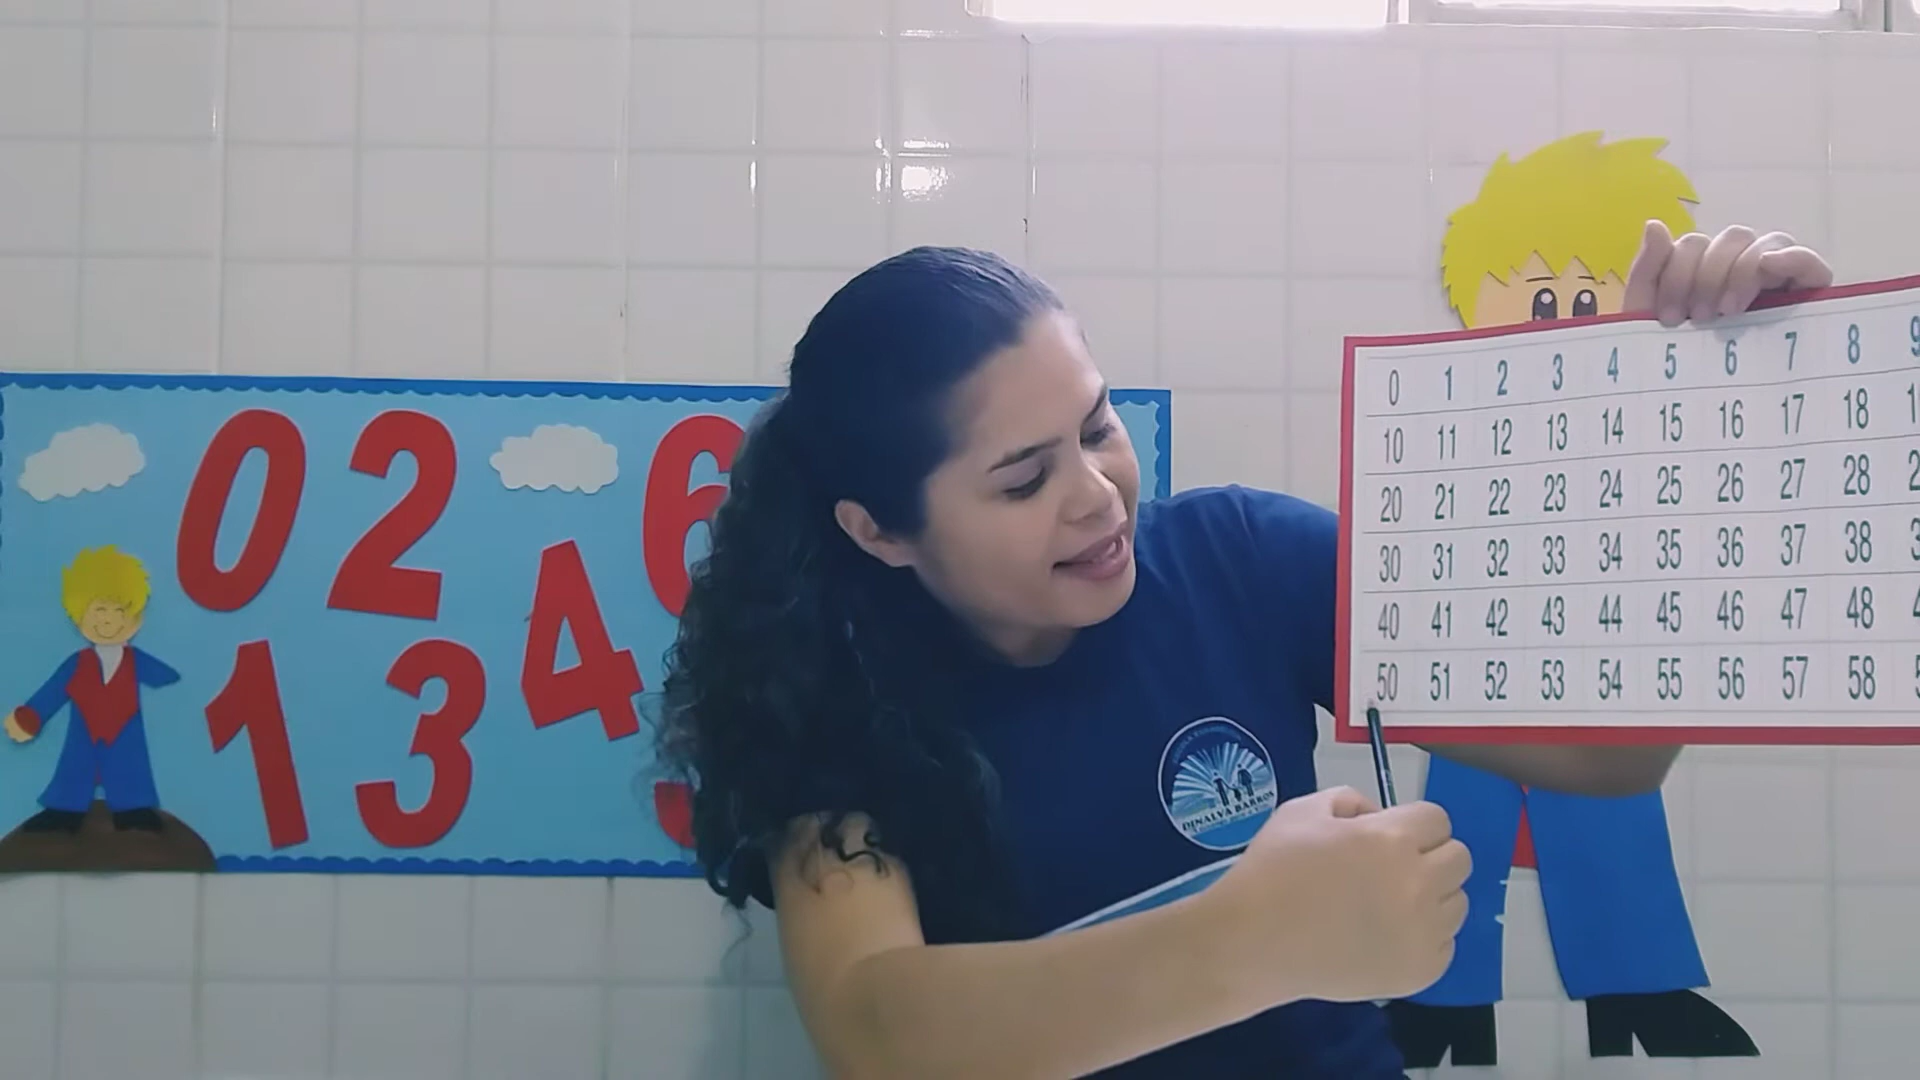 0 2 6
1 3 4
0 1 2 3 4 5 6 7 8 9
10 11 12 13 14 15 16 17 18
20 21 22 23 24 25 26 27 28
30 31 32 33 34 35 36 37 38
40 41 42 43 44 45 46 47 48
50 51 52 53 54 55 56 57 58
DINALVA BARROS